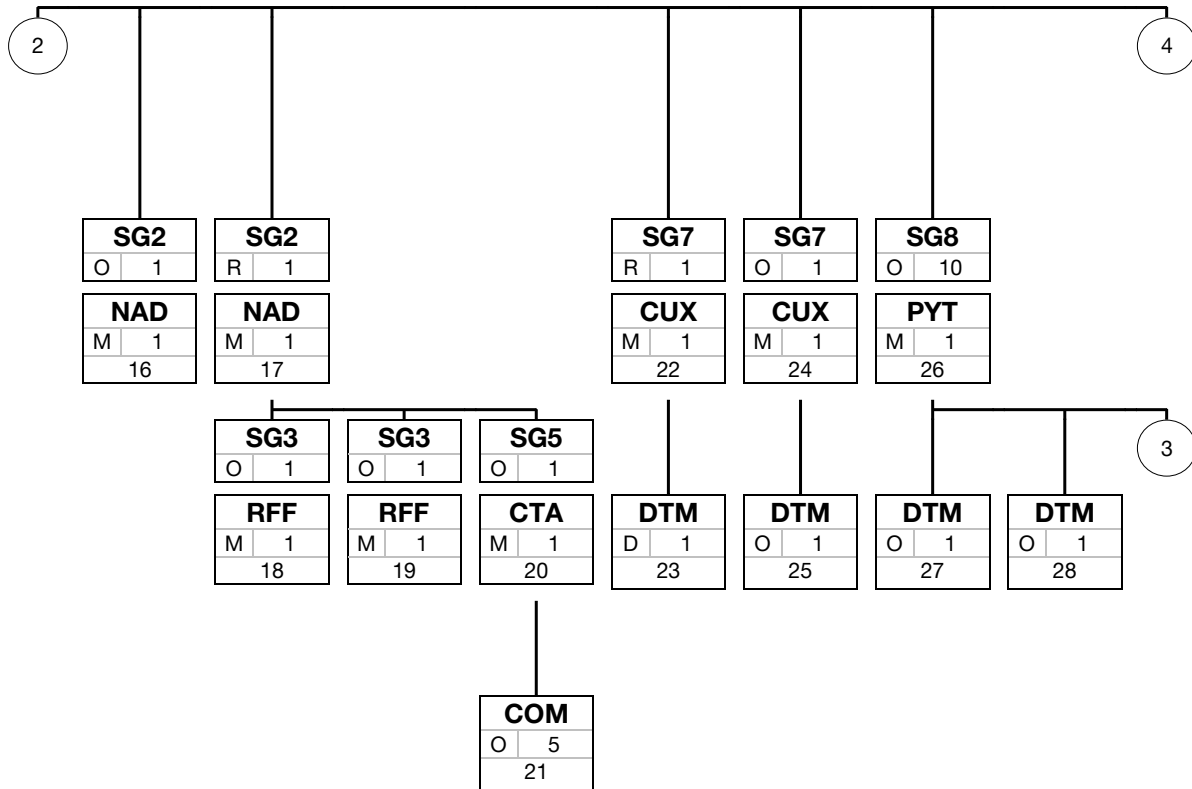 2
4
SG2
O 1
NAD
M 1
16
SG2
R 1
NAD
M 1
17
SG3
O 1
RFF
M 1
18
SG3
O 1
RFF
M 1
19
SG5
O 1
CTA
M 1
20
COM
O 5
21
SG7
R 1
CUX
M 1
22
DTM
D 1
23
SG7
O 1
CUX
M 1
24
DTM
O 1
25
SG8
O 10
PYT
M 1
26
DTM
O 1
27
DTM
O 1
28
3